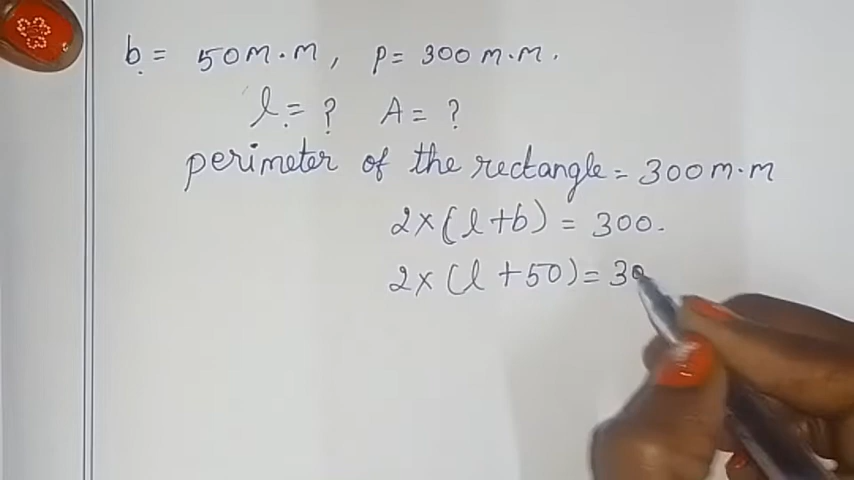 b = 50m.m, p= 300 m.m.
l = ? A = ?
perimeter of the rectangle = 300m.m
2×(l+b) = 300.
2×(l+50)=30